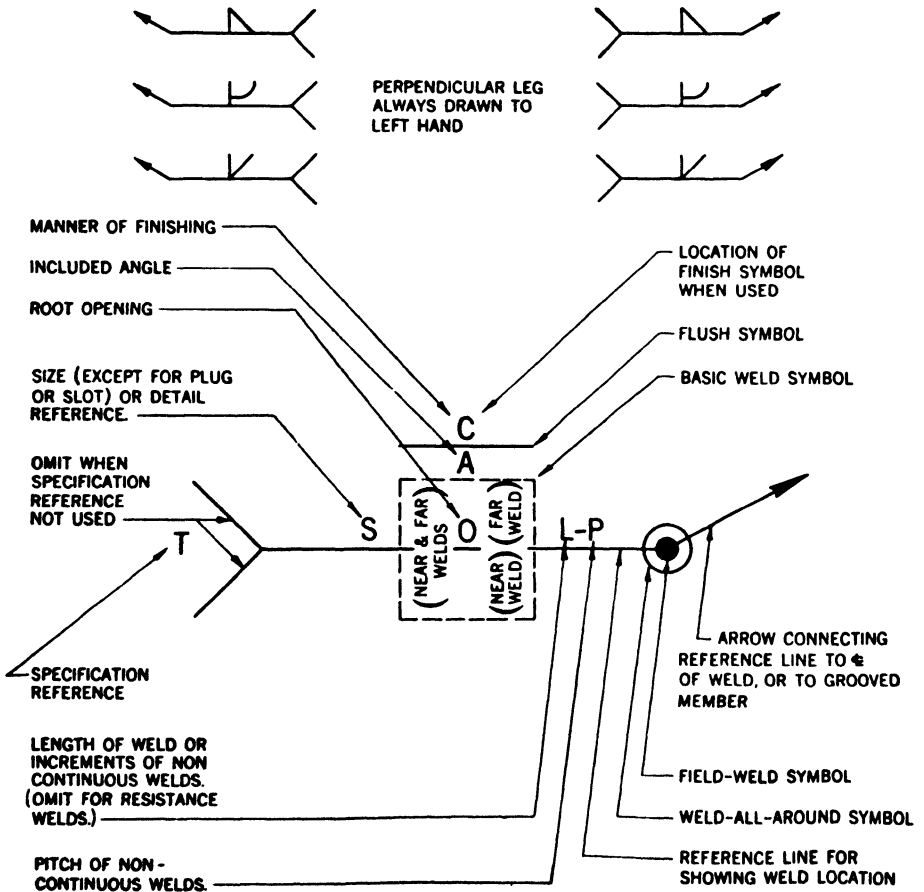 PERPENDICULAR LEG
ALWAYS DRAWN TO
LEFT HAND
MANNER OF FINISHING
INCLUDED ANGLE
ROOT OPENING
SIZE (EXCEPT FOR PLUG
OR SLOT) OR DETAIL
REFERENCE.
OMIT WHEN
SPECIFICATION
REFERENCE
NOT USED
T
SPECIFICATION
REFERENCE
LENGTH OF WELD OR
INCREMENTS OF NON
CONTINUOUS WELDS.
(OMIT FOR RESISTANCE
WELDS.)
PITCH OF NON-
CONTINUOUS WELDS.
C
A
S
(NEAR & FAR)
WELDS
O
(FAR)
WELD
(NEAR)
WELD
L-P
LOCATION OF
FINISH SYMBOL
WHEN USED
FLUSH SYMBOL
BASIC WELD SYMBOL
ARROW CONNECTING
REFERENCE LINE TO ℄
OF WELD, OR TO GROOVED
MEMBER
FIELD-WELD SYMBOL
WELD-ALL-AROUND SYMBOL
REFERENCE LINE FOR
SHOWING WELD LOCATION